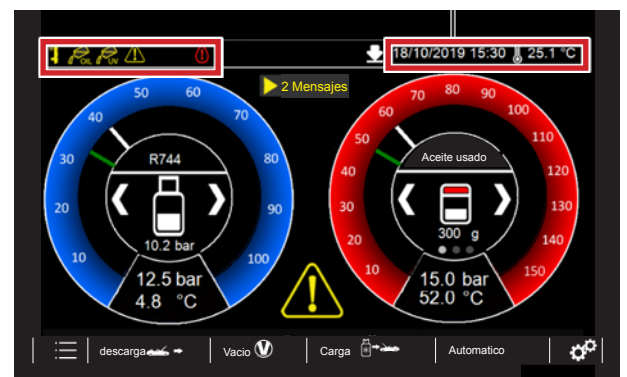 OIL UV 18/10/2019 15:30 25.1 °C
2 Mensajes
10 20 30 40 50 60 70 80 90 100
R744
10.2 bar
12.5 bar
4.8 °C
10 20 30 40 50 60 70 80 90 100 110 120 130 140 150
Aceite usado
300 g
15.0 bar
52.0 °C
descarga Vacio V Carga Automatico